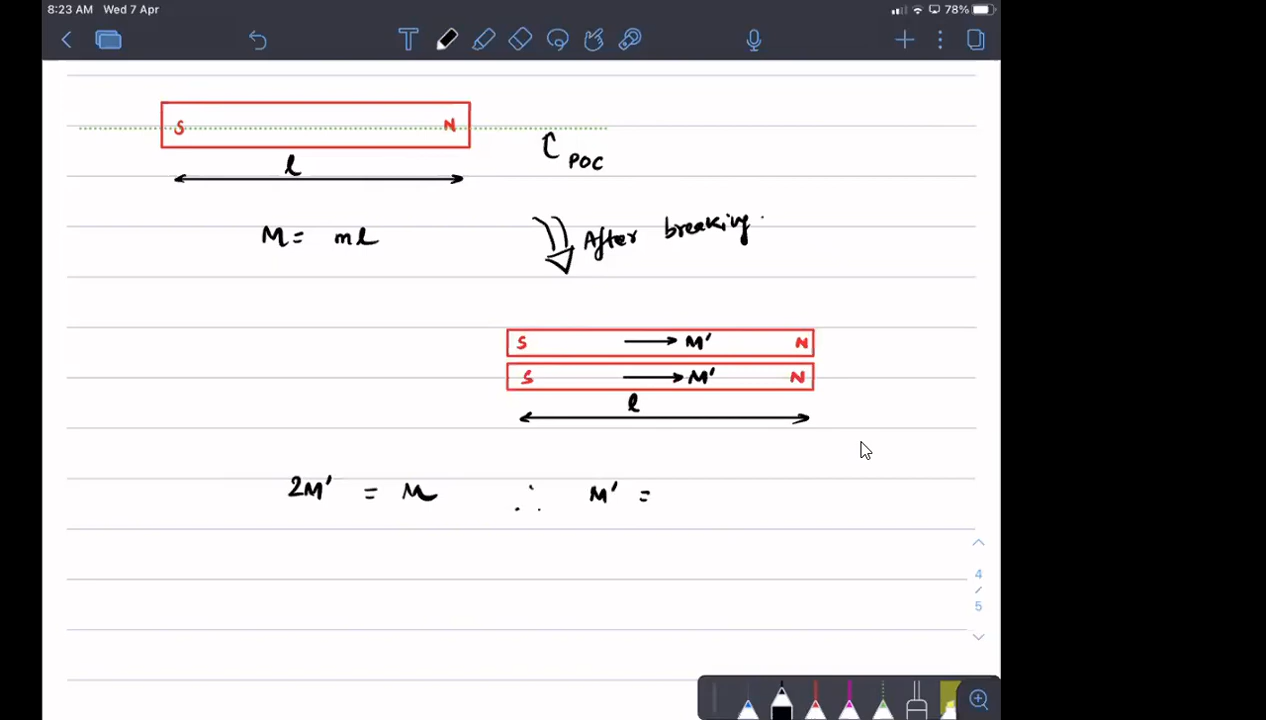 8:23 AM Wed 7 Apr
78%
T
S N
POC
l
M = ml
After breaking.
S → M' N
S → M' N
l
2M' = M ∴ M' =
4
/
5